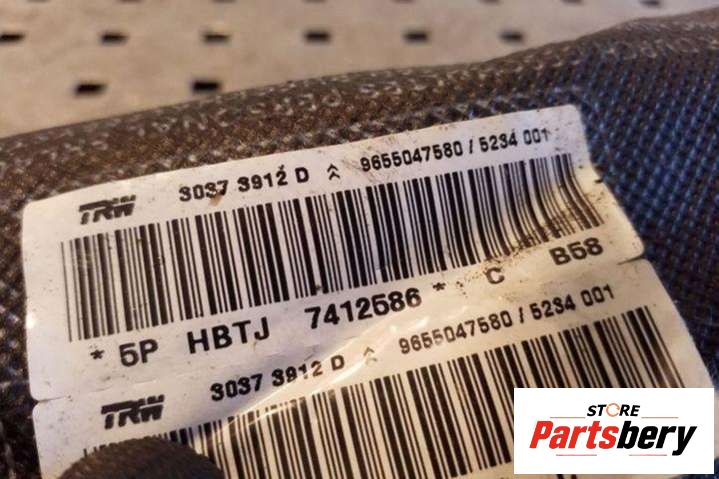 TRW 3037 3912 D 9655047580 / 5234 001
* 5P HBTJ 7412586 * C B58
TRW 3037 3912 D 9655047580 / 5234 001
STORE
Partsbery